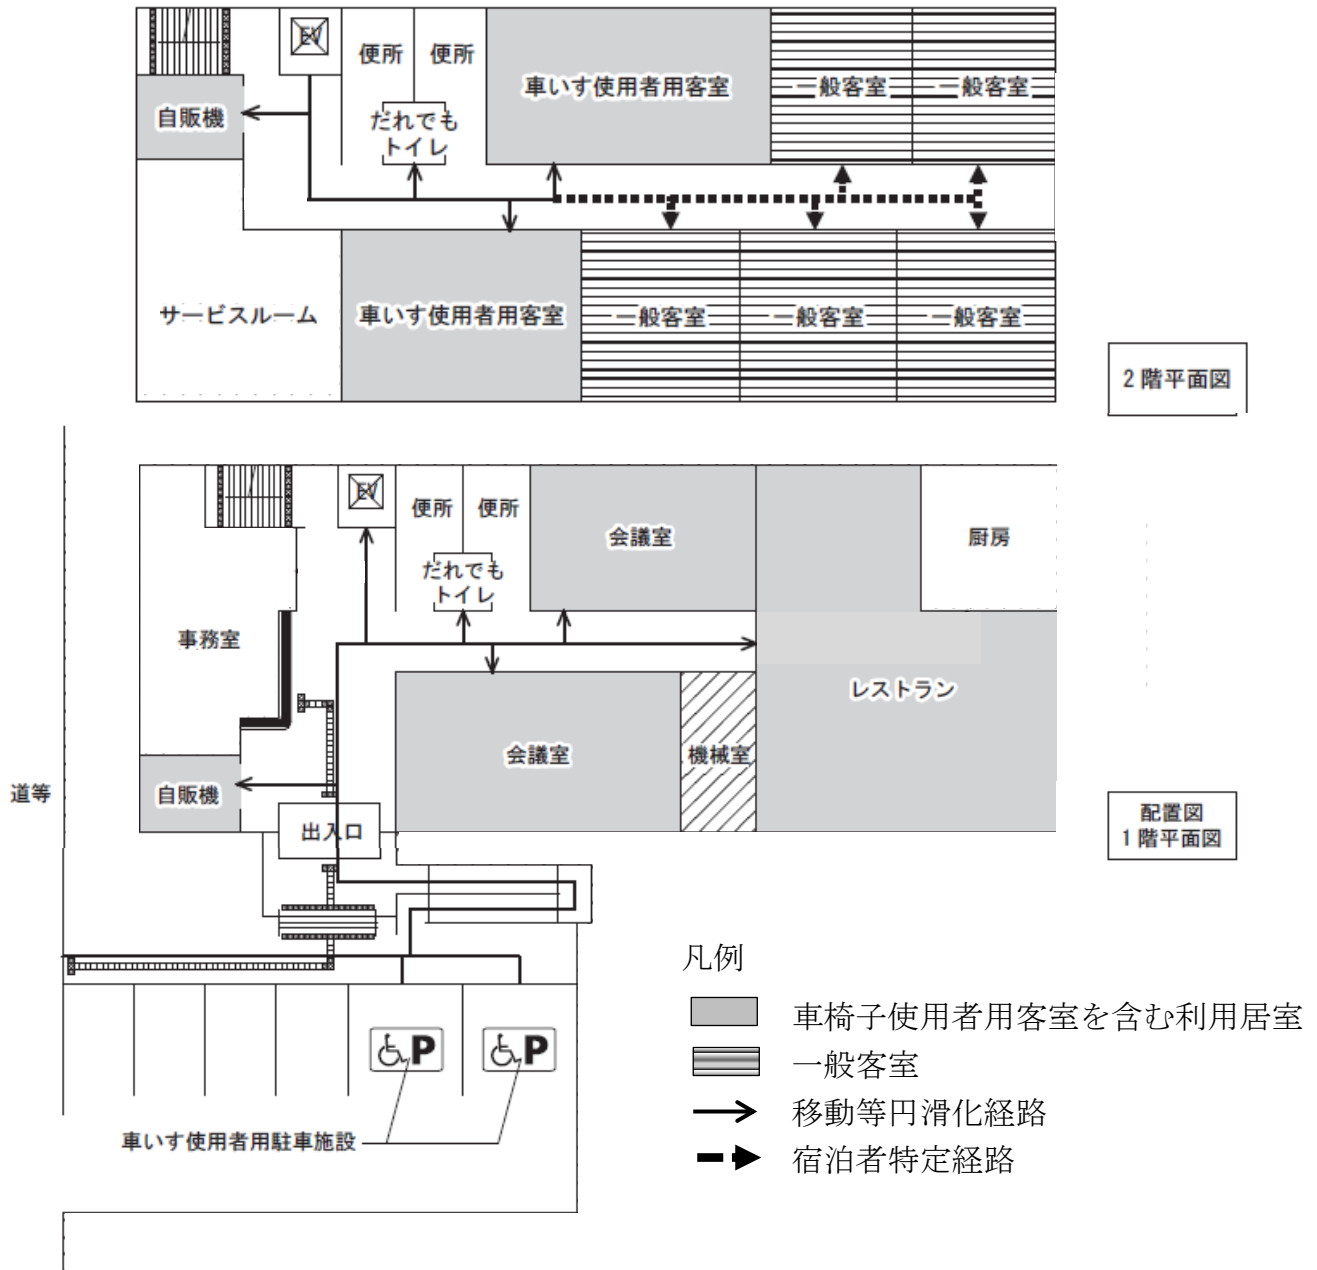 EV
便所
便所
車いす使用者用客室
一般客室
一般客室
自販機
だれでも
トイレ
サービスルーム
車いす使用者用客室
一般客室
一般客室
一般客室
2階平面図
EV
便所
便所
会議室
厨房
だれでも
トイレ
事務室
レストラン
会議室
機械室
道等
自販機
出入口
配置図
1階平面図
凡例
車椅子使用者用客室を含む利用居室
一般客室
移動等円滑化経路
宿泊者特定経路
P
P
車いす使用者用駐車施設